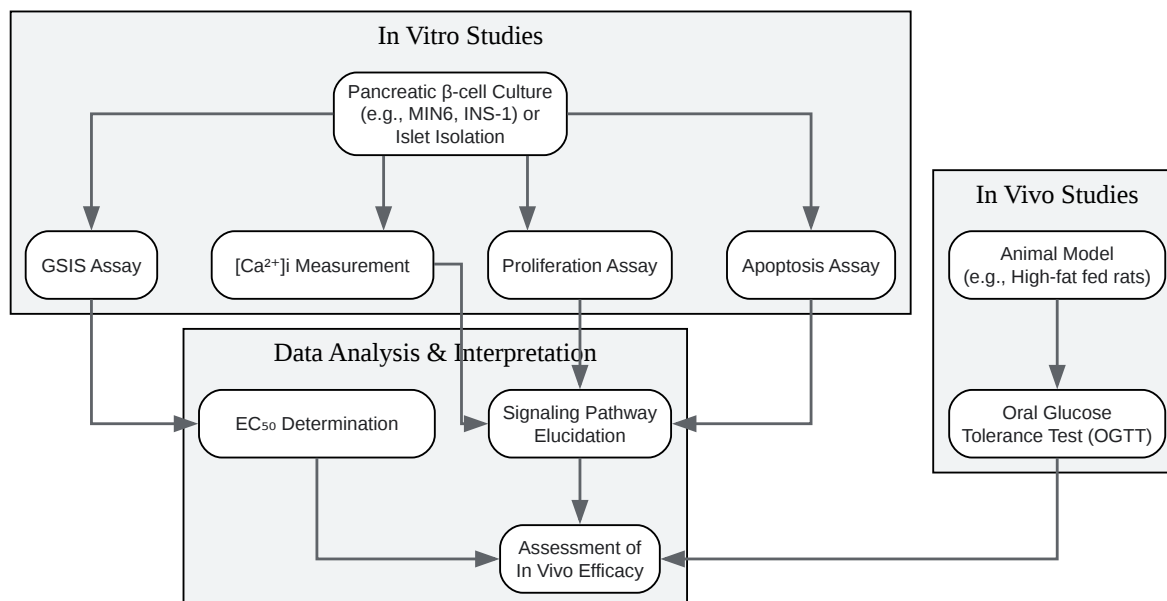 In Vitro Studies
Pancreatic β-cell Culture
(e.g., MIN6, INS-1) or
Islet Isolation
GSIS Assay
[Ca²⁺]i Measurement
Proliferation Assay
Apoptosis Assay
In Vivo Studies
Animal Model
(e.g., High-fat fed rats)
Oral Glucose
Tolerance Test (OGTT)
Data Analysis & Interpretation
EC₅₀ Determination
Signaling Pathway
Elucidation
Assessment of
In Vivo Efficacy